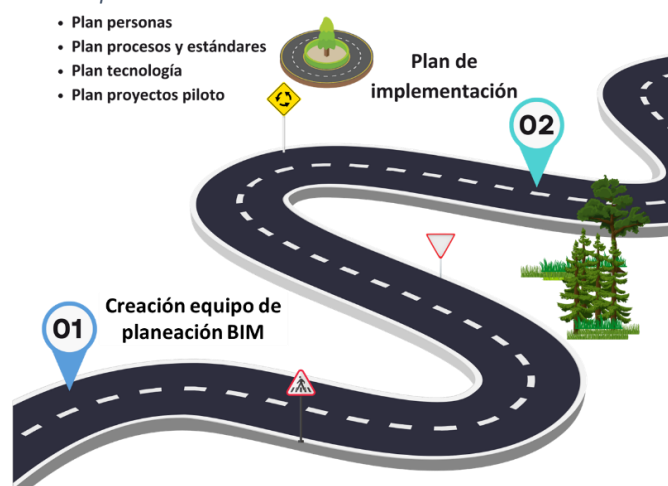 • Plan personas
• Plan procesos y estándares
• Plan tecnología
• Plan proyectos piloto
Plan de
implementación
02
Creación equipo de
planeación BIM
01